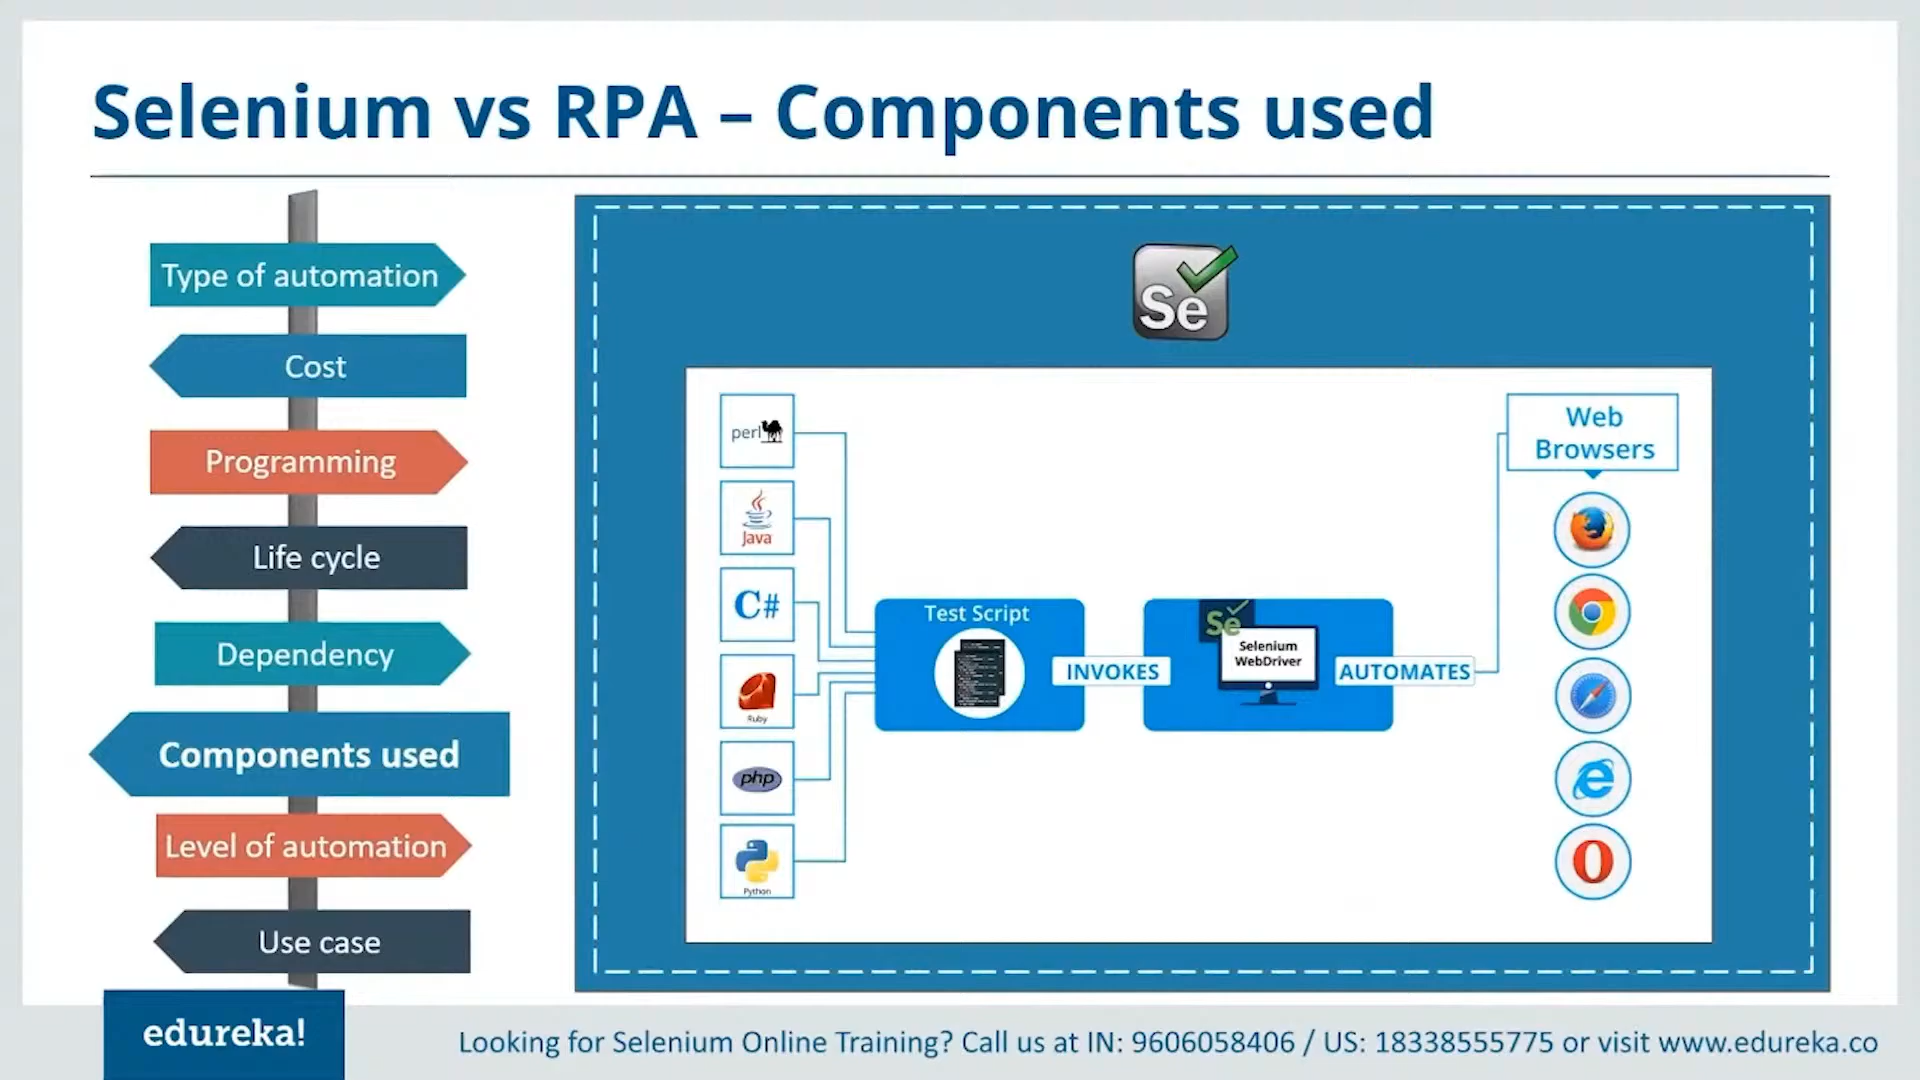 Selenium vs RPA – Components used
Type of automation
Cost
Programming
Life cycle
Dependency
Components used
Level of automation
Use case
Se
perl
Java
C#
Ruby
php
Python
Test Script
INVOKES
Se
Selenium
WebDriver
AUTOMATES
Web
Browsers
edureka!
Looking for Selenium Online Training? Call us at IN: 9606058406 / US: 18338555775 or visit www.edureka.co